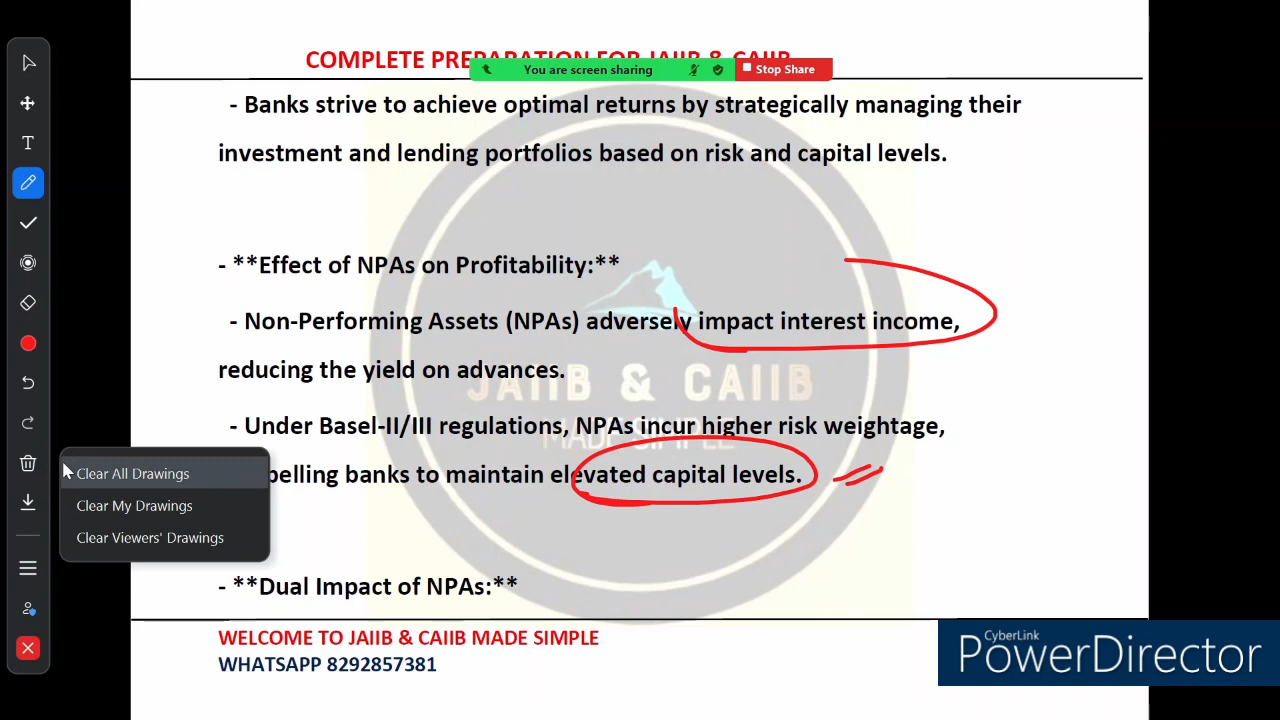 COMPLETE PREPARATION FOR JAIIB & CAIIB
You are screen sharing
Stop Share
- Banks strive to achieve optimal returns by strategically managing their
investment and lending portfolios based on risk and capital levels.
- **Effect of NPAs on Profitability:**
- Non-Performing Assets (NPAs) adversely impact interest income,
reducing the yield on advances.
JAIIB & CAIIB
MADE SIMPLE
- Under Basel-II/III regulations, NPAs incur higher risk weightage,
pelling banks to maintain elevated capital levels.
Clear All Drawings
Clear My Drawings
Clear Viewers' Drawings
- **Dual Impact of NPAs:**
WELCOME TO JAIIB & CAIIB MADE SIMPLE
WHATSAPP 8292857381
CyberLink
PowerDirector
T